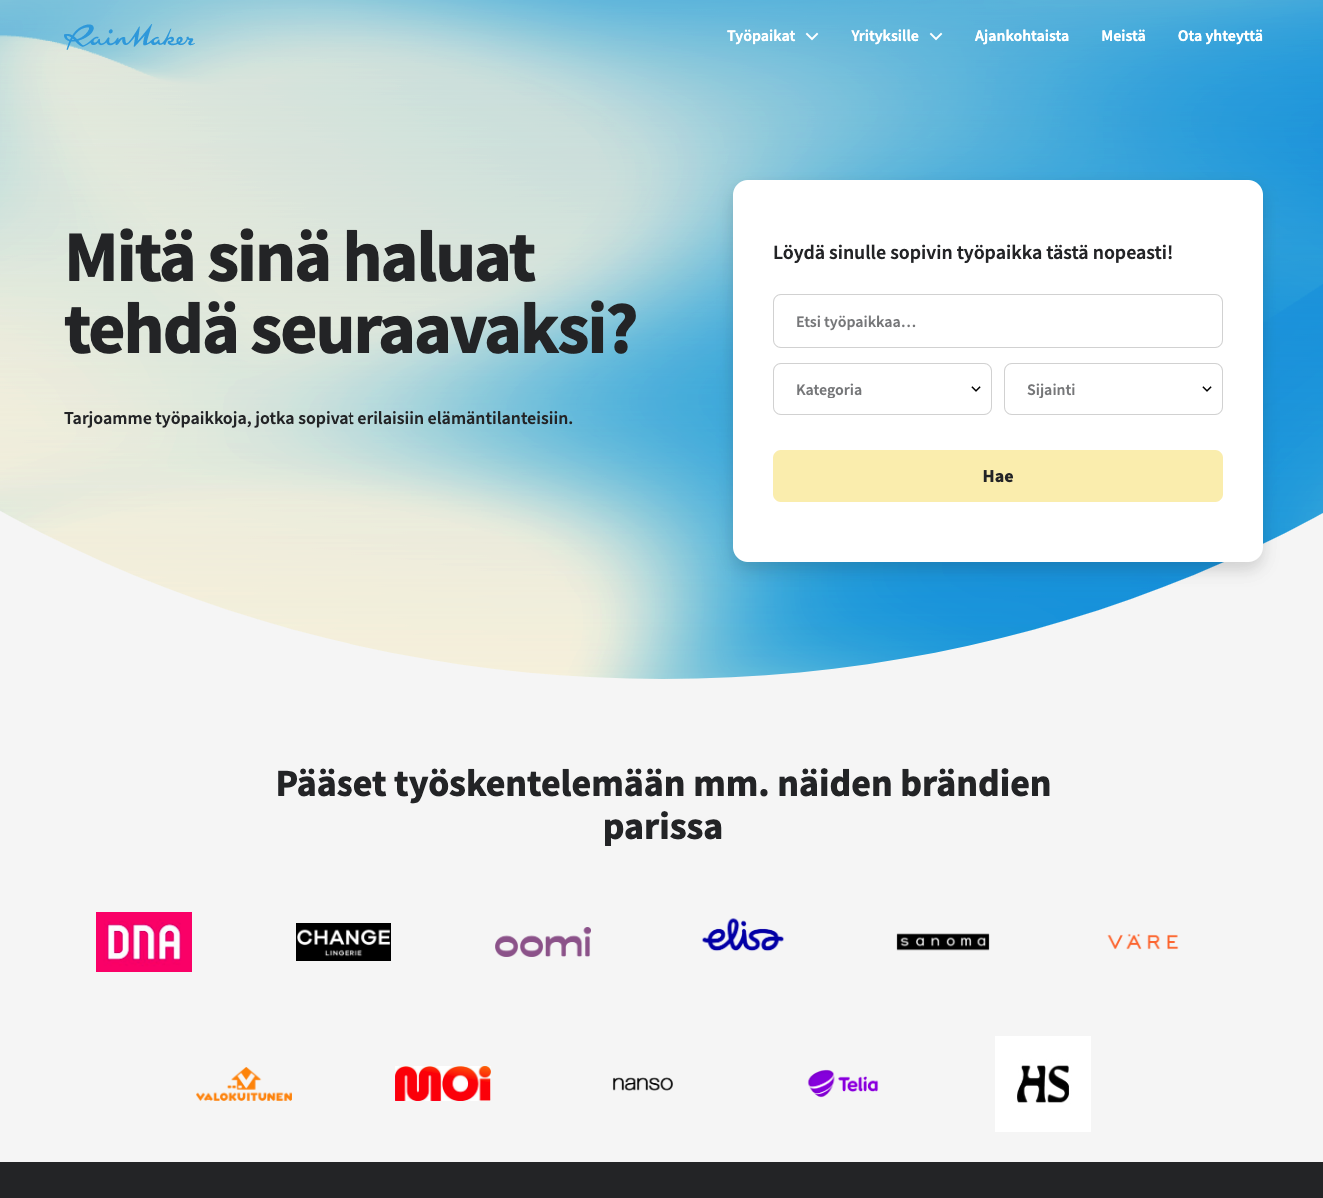 RainMaker
Työpaikat Yrityksille Ajankohtaista Meistä Ota yhteyttä
Mitä sinä haluat
tehdä seuraavaksi?
Tarjoamme työpaikkoja, jotka sopivat erilaisiin elämäntilanteisiin.
Löydä sinulle sopivin työpaikka tästä nopeasti!
Etsi työpaikkaa...
Kategoria Sijainti
Hae
Pääset työskentelemään mm. näiden brändien
parissa
DNA CHANGE LINGERIE oomi elisa sanoma VÄRE
VALOKUITUNEN MOi nanso Telia HS